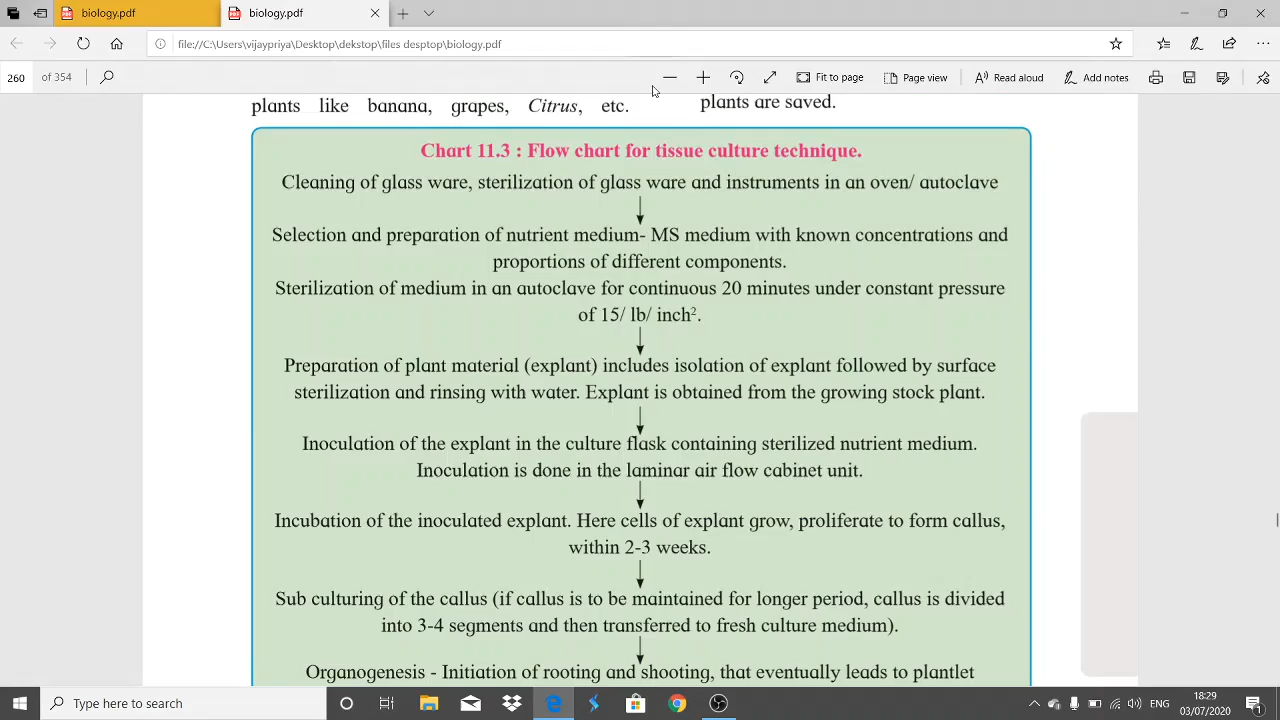 biology.pdf
biology.pdf
file://C:\Users\vijaypriya\Desktop\dekstop\files desptop\biology.pdf
260 of 354
Fit to page
Page view
Read aloud
Add notes
plants like banana, grapes, Citrus, etc.
plants are saved.
Chart 11.3 : Flow chart for tissue culture technique.
Cleaning of glass ware, sterilization of glass ware and instruments in an oven/ autoclave
Selection and preparation of nutrient medium- MS medium with known concentrations and
proportions of different components.
Sterilization of medium in an autoclave for continuous 20 minutes under constant pressure
of 15/ lb/ inch².
Preparation of plant material (explant) includes isolation of explant followed by surface
sterilization and rinsing with water. Explant is obtained from the growing stock plant.
Inoculation of the explant in the culture flask containing sterilized nutrient medium.
Inoculation is done in the laminar air flow cabinet unit.
Incubation of the inoculated explant. Here cells of explant grow, proliferate to form callus,
within 2-3 weeks.
Sub culturing of the callus (if callus is to be maintained for longer period, callus is divided
into 3-4 segments and then transferred to fresh culture medium).
Organogenesis - Initiation of rooting and shooting, that eventually leads to plantlet
Type here to search
18:29
03/07/2020